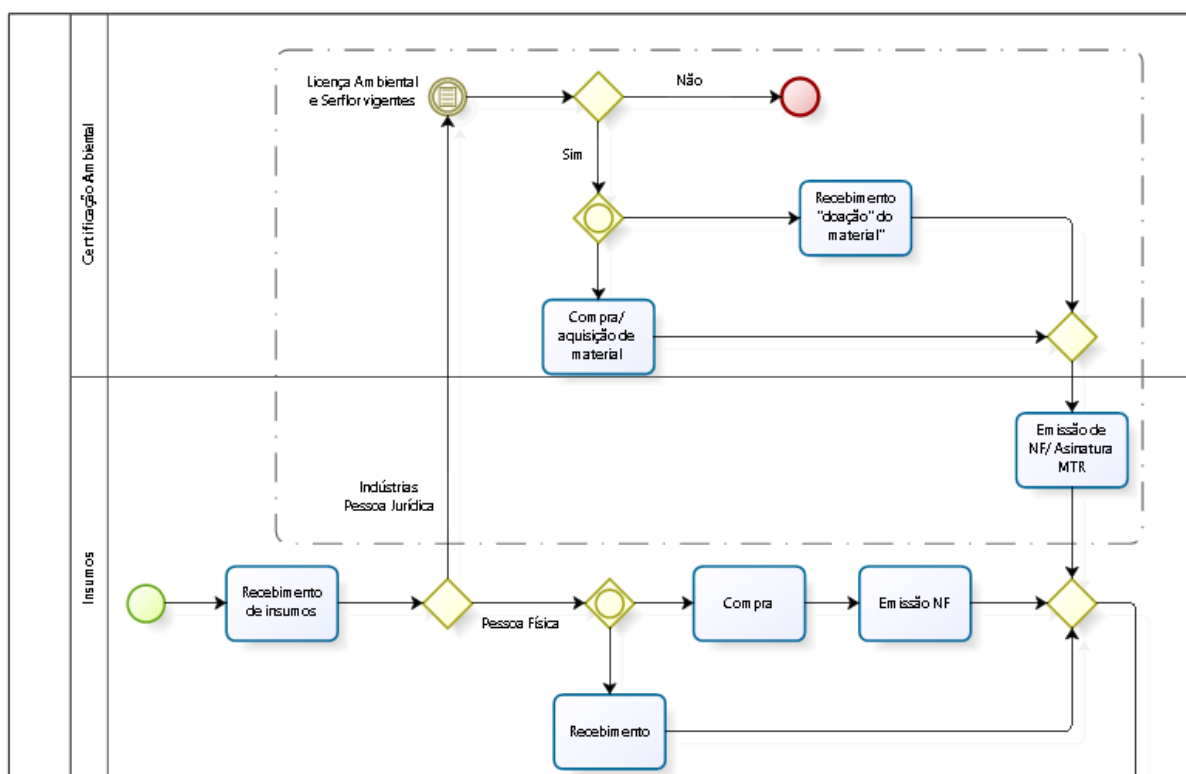 Certificação Ambiental
Licença Ambiental
e Serflor vigentes
Não
Sim
Recebimento
"doação" do
material"
Compra/
aquisição de
material
Insumos
Emissão de
NF/ Asinatura
MTR
Indústrias
Pessoa Jurídica
Recebimento
de insumos
Pessoa Física
Compra
Emissão NF
Recebimento